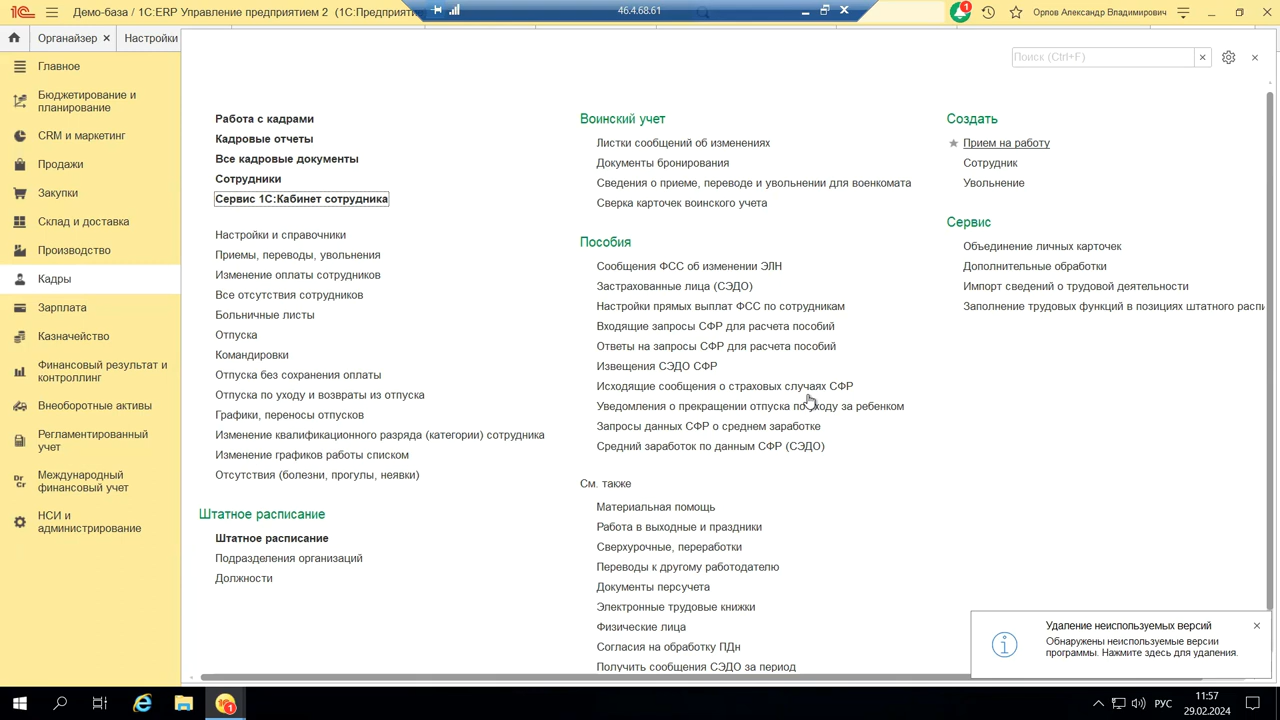 Демо-база / 1С:ERP Управление предприятием 2 (1С:Предприятие
46.4.68.61
1
Орлов Александр Владимирович
Органайзер
Настройки
Поиск (Ctrl+F)
Главное
Бюджетирование и
планирование
CRM и маркетинг
Продажи
Закупки
Склад и доставка
Производство
Кадры
Зарплата
Казначейство
Финансовый результат и
контроллинг
Внеоборотные активы
Регламентированный
учет
Международный
финансовый учет
НСИ и
администрирование
Работа с кадрами
Кадровые отчеты
Все кадровые документы
Сотрудники
Сервис 1С:Кабинет сотрудника
Настройки и справочники
Приемы, переводы, увольнения
Изменение оплаты сотрудников
Все отсутствия сотрудников
Больничные листы
Отпуска
Командировки
Отпуска без сохранения оплаты
Отпуска по уходу и возвраты из отпуска
Графики, переносы отпусков
Изменение квалификационного разряда (категории) сотрудника
Изменение графиков работы списком
Отсутствия (болезни, прогулы, неявки)
Штатное расписание
Штатное расписание
Подразделения организаций
Должности
Воинский учет
Листки сообщений об изменениях
Документы бронирования
Сведения о приеме, переводе и увольнении для военкомата
Сверка карточек воинского учета
Пособия
Сообщения ФСС об изменении ЭЛН
Застрахованные лица (СЭДО)
Настройки прямых выплат ФСС по сотрудникам
Входящие запросы СФР для расчета пособий
Ответы на запросы СФР для расчета пособий
Извещения СЭДО СФР
Исходящие сообщения о страховых случаях СФР
Уведомления о прекращении отпуска по уходу за ребенком
Запросы данных СФР о среднем заработке
Средний заработок по данным СФР (СЭДО)
См. также
Материальная помощь
Работа в выходные и праздники
Сверхурочные, переработки
Переводы к другому работодателю
Документы персучета
Электронные трудовые книжки
Физические лица
Согласия на обработку ПДн
Получить сообщения СЭДО за период
Создать
Прием на работу
Сотрудник
Увольнение
Сервис
Объединение личных карточек
Дополнительные обработки
Импорт сведений о трудовой деятельности
Заполнение трудовых функций в позициях штатного распи
Удаление неиспользуемых версий
Обнаружены неиспользуемые версии
программы. Нажмите здесь для удаления.
1
РУС
11:57
29.02.2024